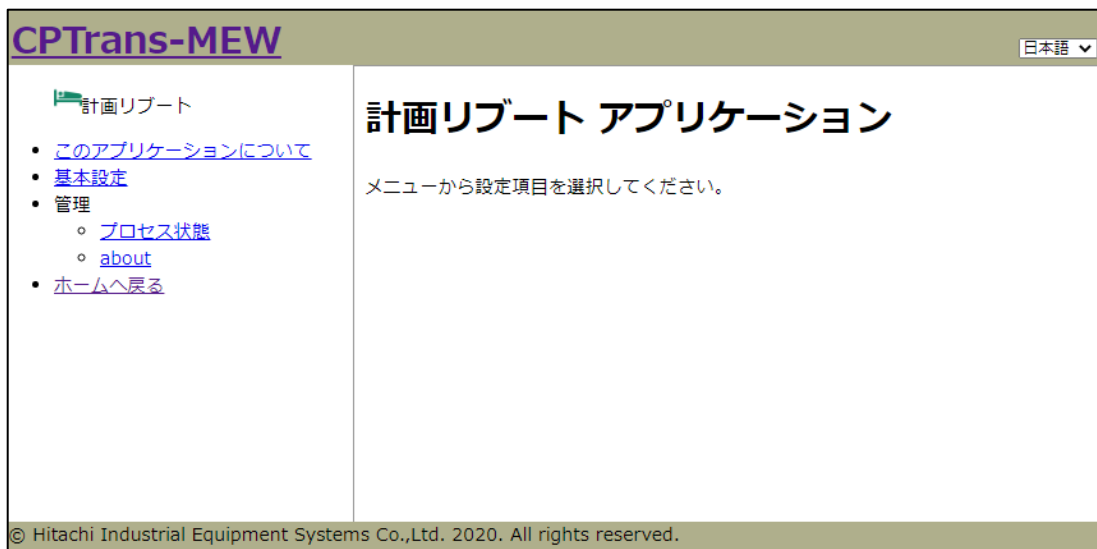 CPTrans-MEW
日本語
計画リブート
このアプリケーションについて
基本設定
管理
プロセス状態
about
ホームへ戻る
計画リブート アプリケーション
メニューから設定項目を選択してください。
© Hitachi Industrial Equipment Systems Co.,Ltd. 2020. All rights reserved.